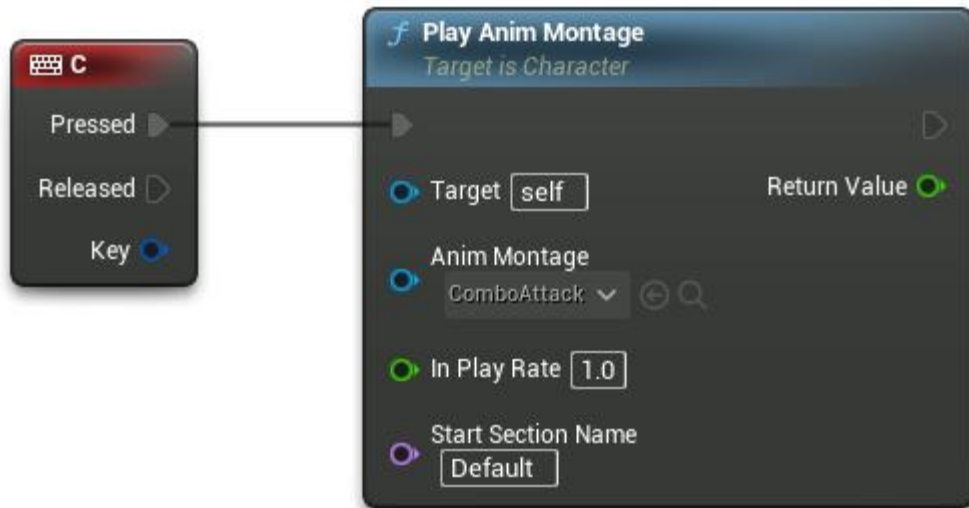 C
Pressed
Released
Key
f Play Anim Montage
Target is Character
Target self
Return Value
Anim Montage
ComboAttack
In Play Rate 1.0
Start Section Name
Default